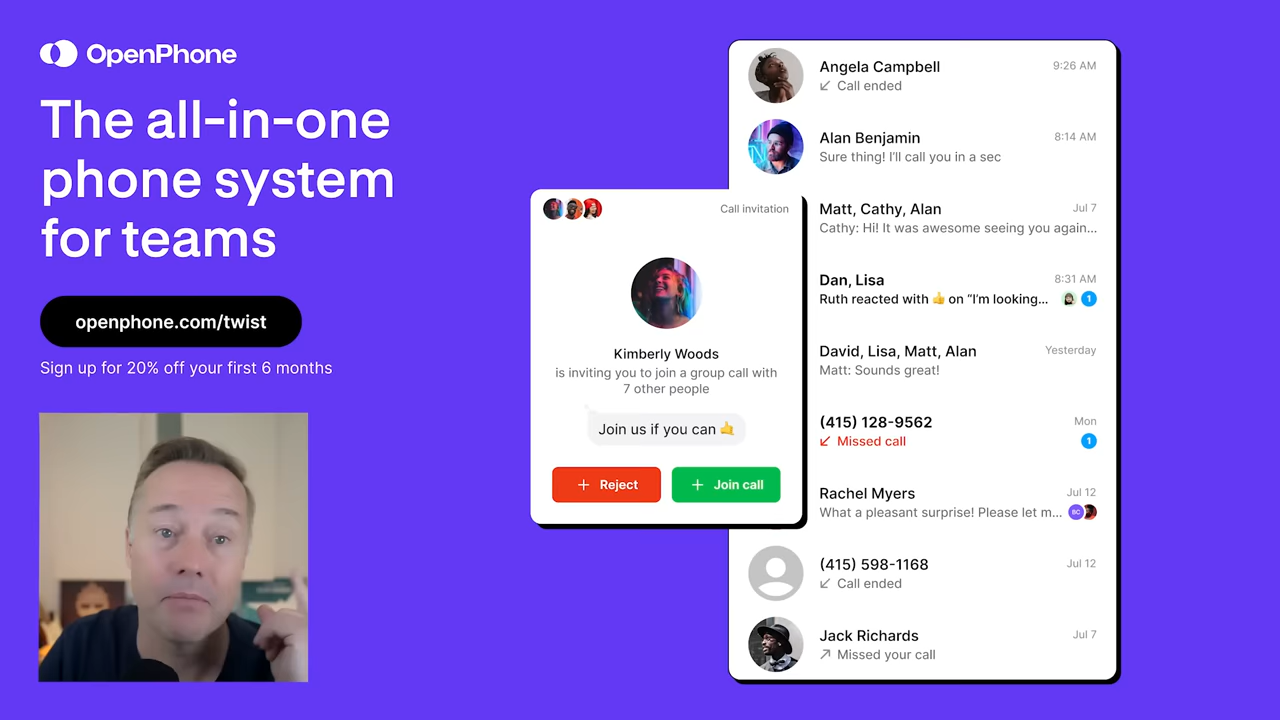 OpenPhone
The all-in-one
phone system
for teams
openphone.com/twist
Sign up for 20% off your first 6 months
Call invitation
Kimberly Woods
is inviting you to join a group call with
7 other people
Join us if you can 🤙
Reject
Join call
Angela Campbell 9:26 AM
Call ended
Alan Benjamin 8:14 AM
Sure thing! I'll call you in a sec
Matt, Cathy, Alan Jul 7
Cathy: Hi! It was awesome seeing you again...
Dan, Lisa 8:31 AM
Ruth reacted with 👍 on “I'm looking... 1
David, Lisa, Matt, Alan Yesterday
Matt: Sounds great!
(415) 128-9562 Mon
Missed call 1
Rachel Myers Jul 12
What a pleasant surprise! Please let m... BC
(415) 598-1168 Jul 12
Call ended
Jack Richards Jul 7
Missed your call